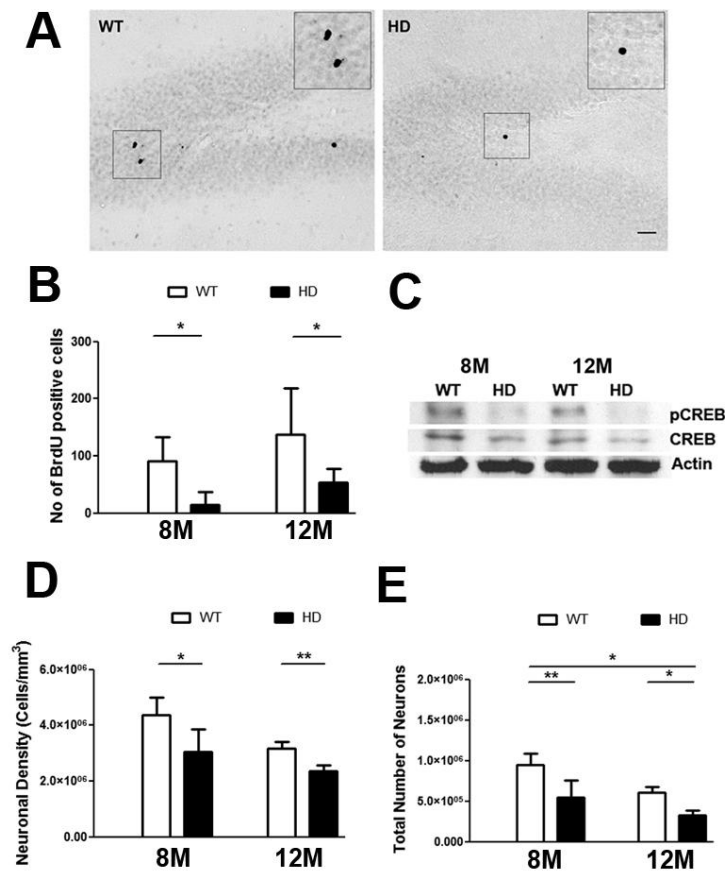 A
WT
HD
B
WT HD
No of BrdU positive cells
300
200
100
0
* *
8M 12M
C
8M 12M
WT HD WT HD
pCREB
CREB
Actin
D
WT HD
Neuronal Density (Cells/mm³)
6.0×10⁰⁶
4.0×10⁰⁶
2.0×10⁰⁶
0.00
* **
8M 12M
E
WT HD
Total Number of Neurons
2.0×10⁰⁶
1.5×10⁰⁶
1.0×10⁰⁶
5.0×10⁰⁵
0.000
*
** *
8M 12M